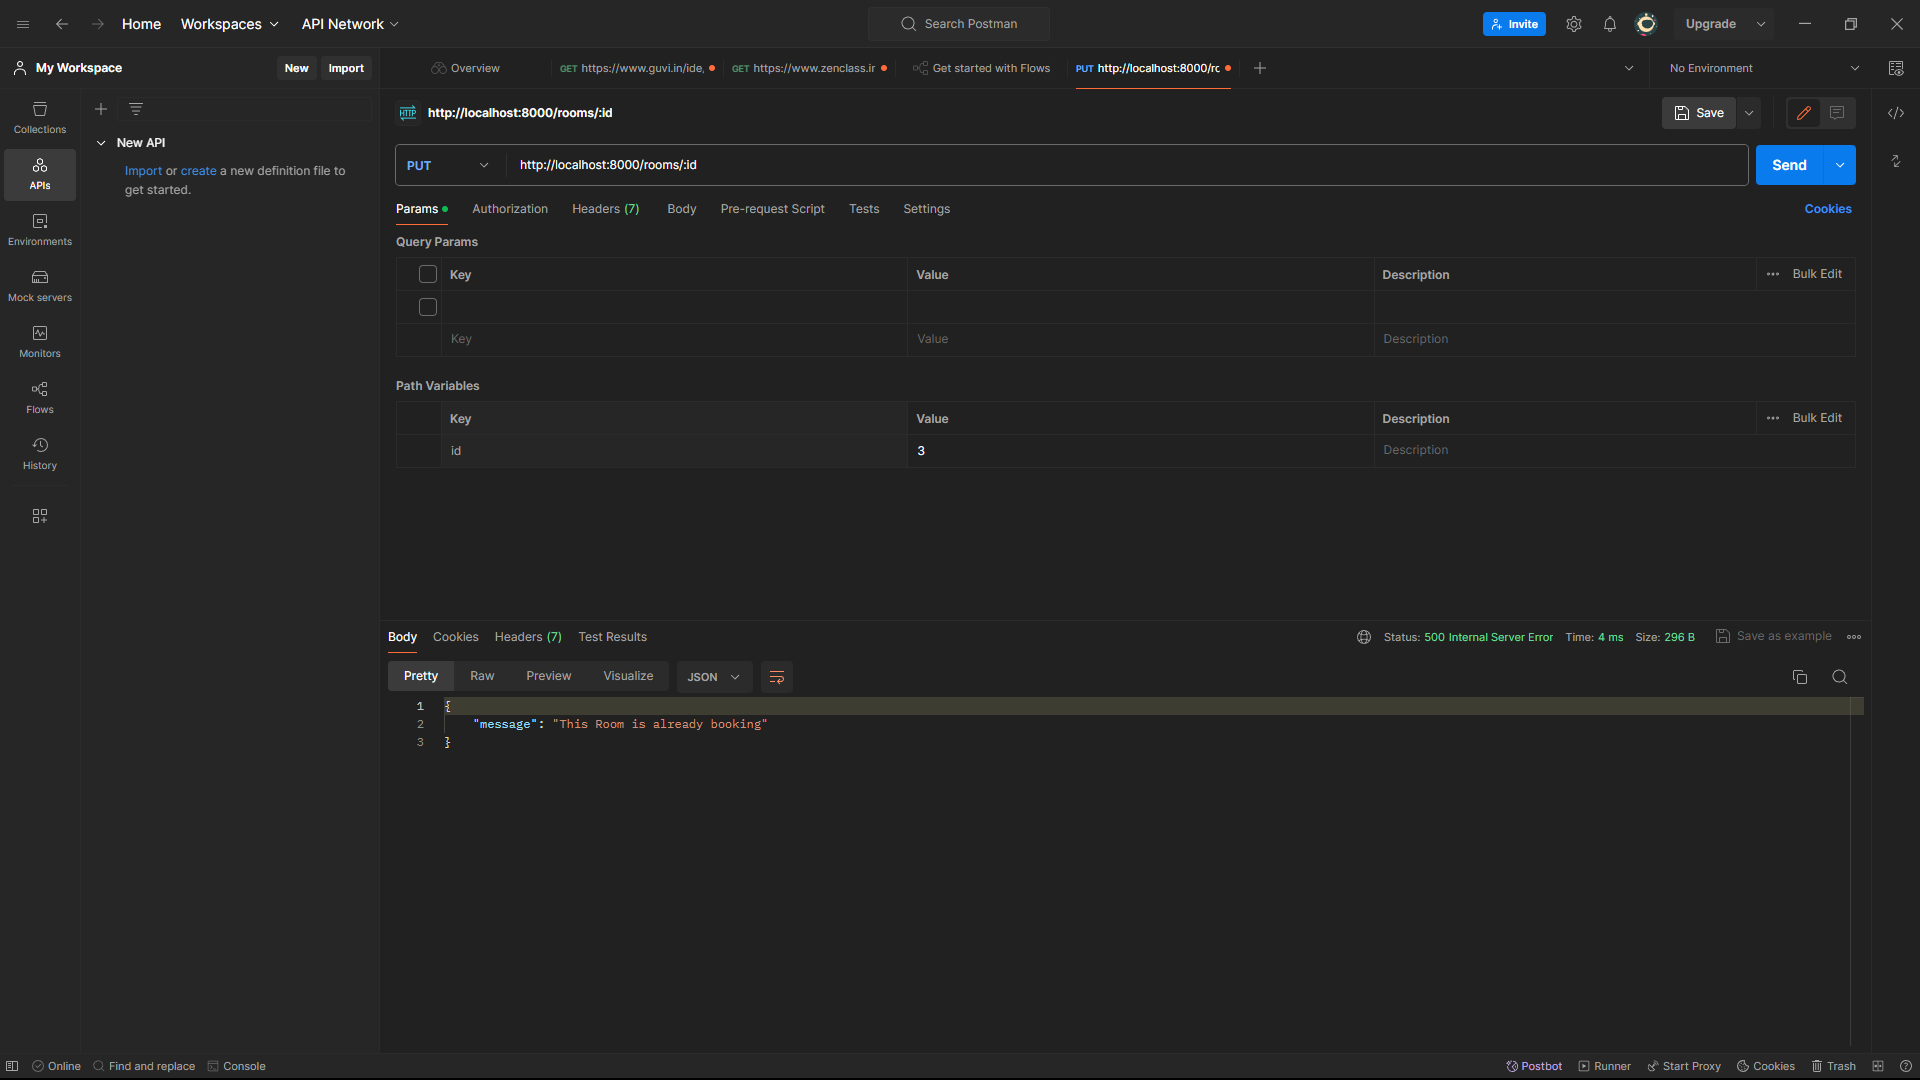 Home
Workspaces
API Network
Search Postman
Invite
Upgrade
My Workspace
New
Import
Overview
GET https://www.guvi.in/ide,
GET https://www.zenclass.ir
Get started with Flows
PUT http://localhost:8000/rc
No Environment
Collections
APIs
Environments
Mock servers
Monitors
Flows
History
New API
Import or create a new definition file to
get started.
HTTP http://localhost:8000/rooms/:id
Save
PUT
http://localhost:8000/rooms/:id
Send
Params
Authorization
Headers (7)
Body
Pre-request Script
Tests
Settings
Cookies
Query Params
Key Value Description Bulk Edit
Key Value Description
Path Variables
Key Value Description Bulk Edit
id 3 Description
Body
Cookies
Headers (7)
Test Results
Status: 500 Internal Server Error Time: 4 ms Size: 296 B
Save as example
Pretty
Raw
Preview
Visualize
JSON
1 {
2 "message": "This Room is already booking"
3 }
Online
Find and replace
Console
Postbot
Runner
Start Proxy
Cookies
Trash